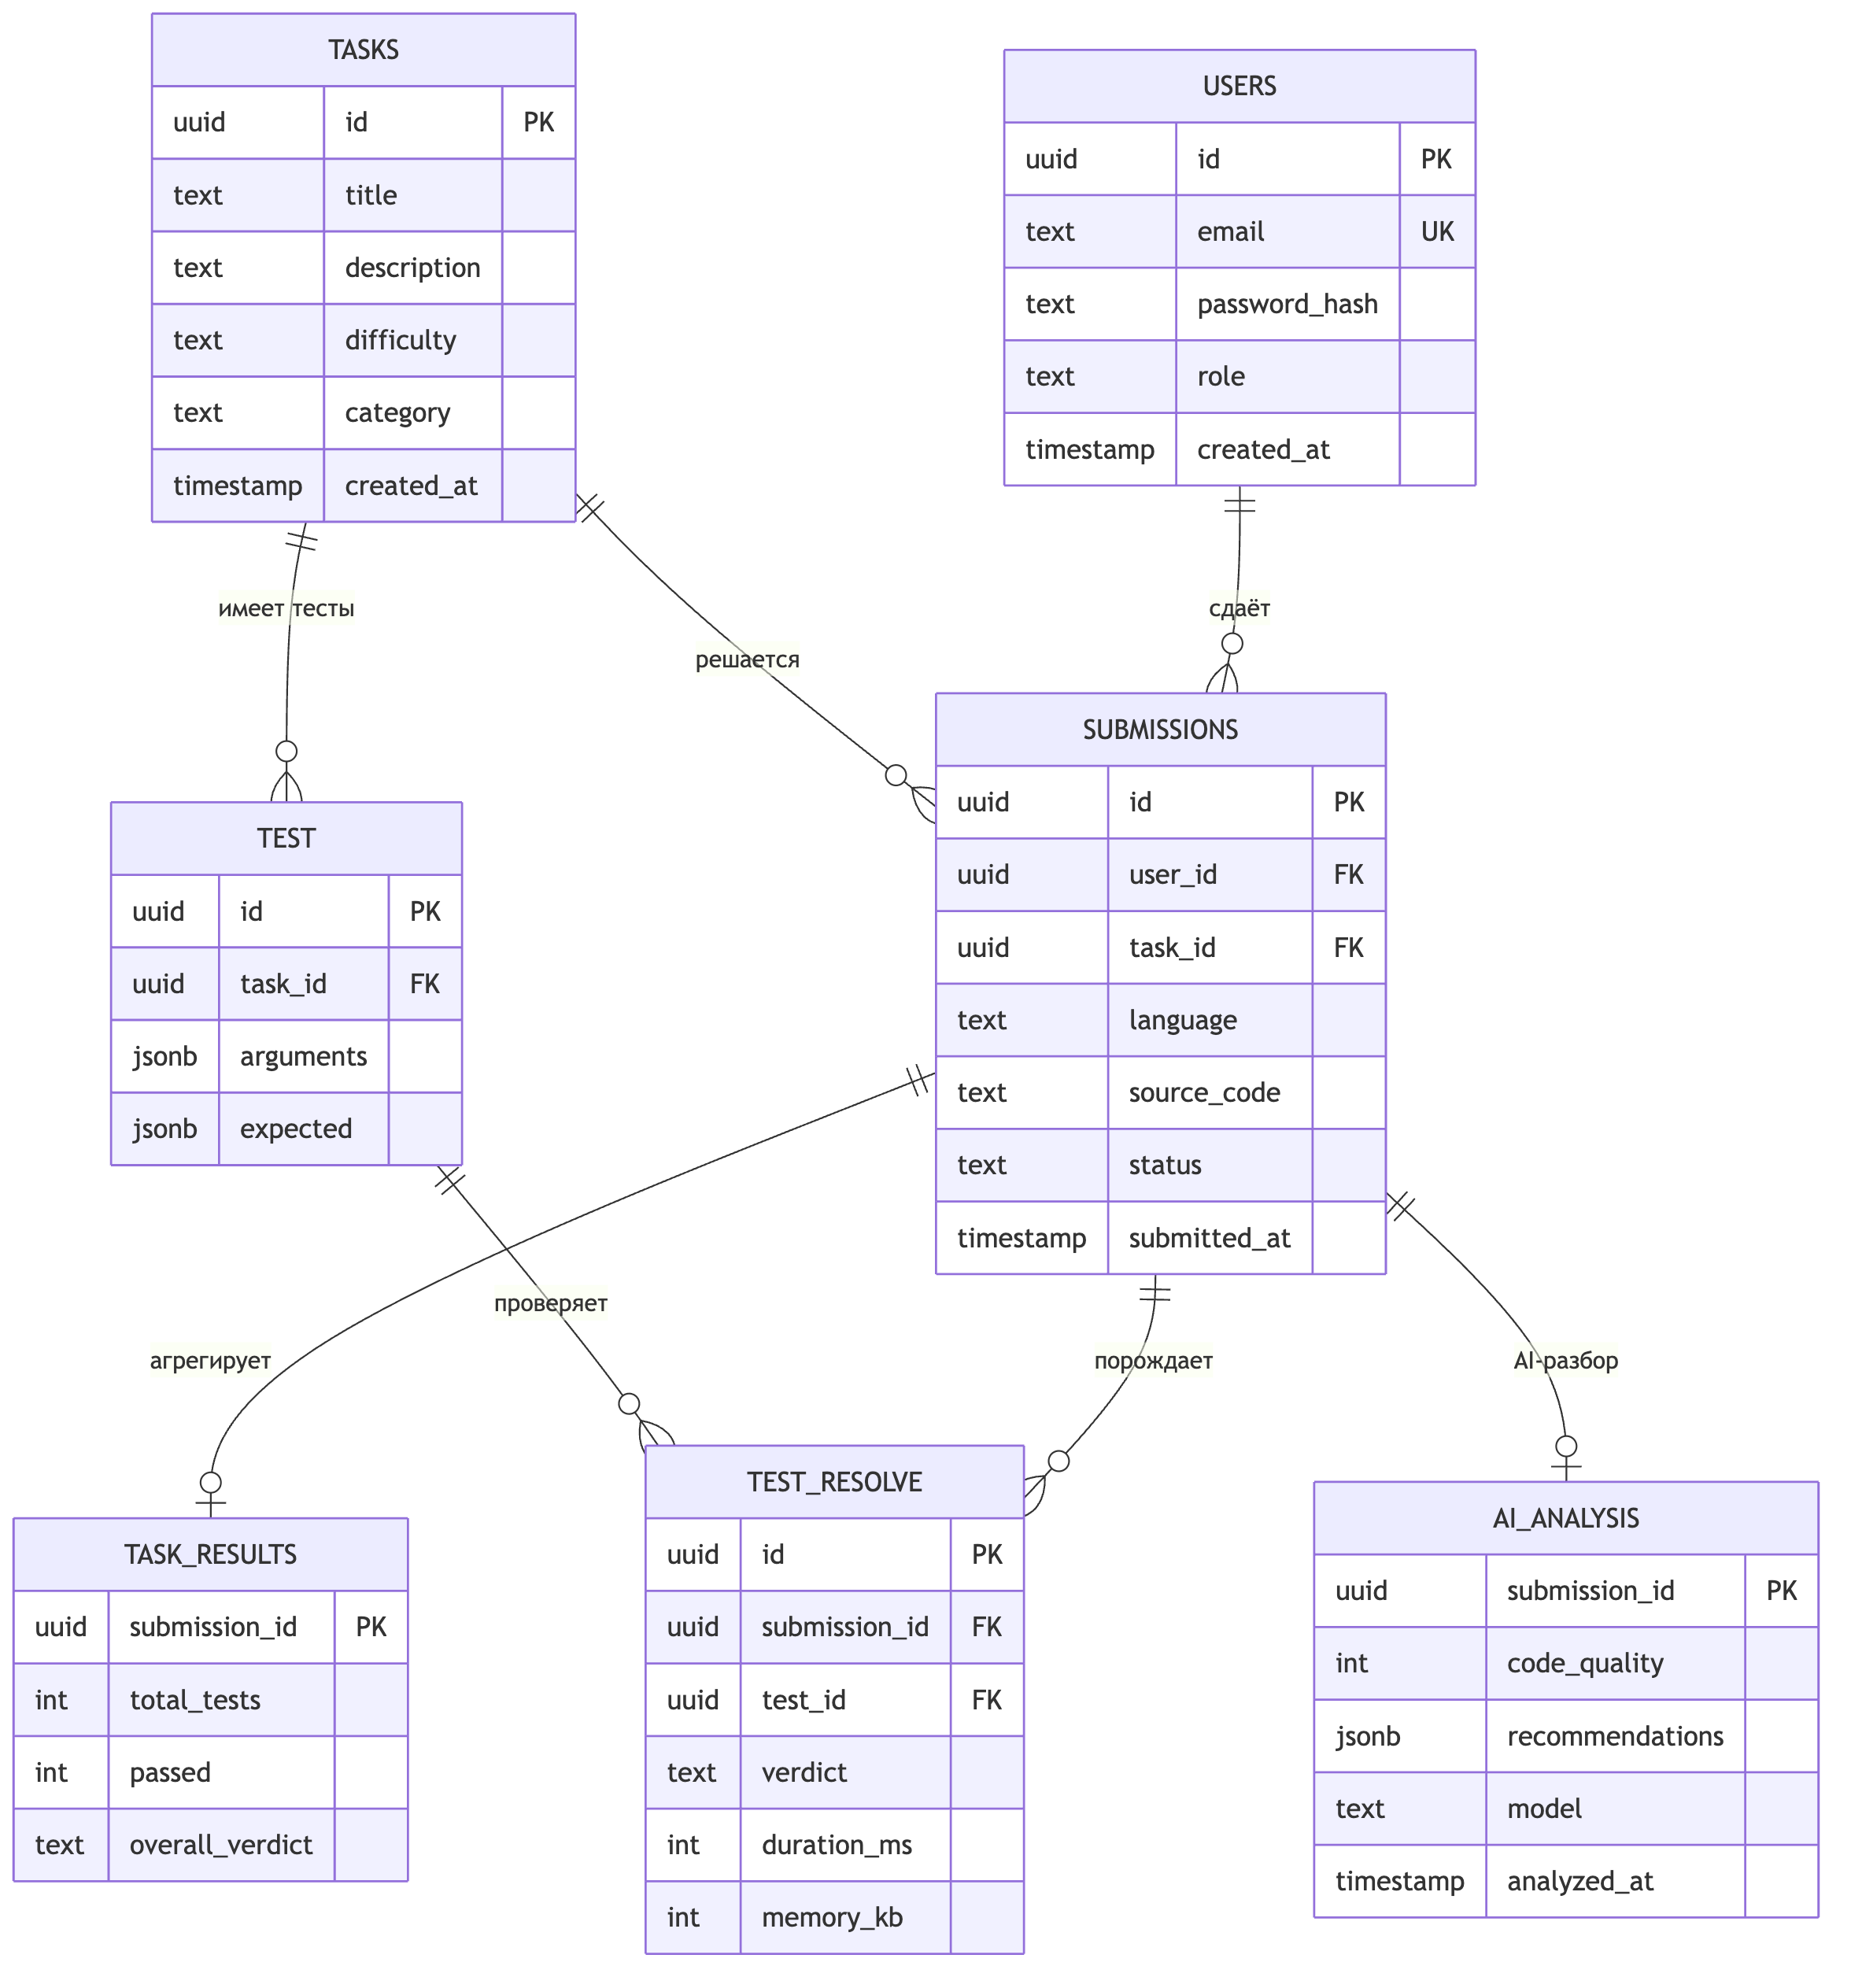 TASKS
uuid id PK
text title
text description
text difficulty
text category
timestamp created_at
USERS
uuid id PK
text email UK
text password_hash
text role
timestamp created_at
имеет тесты
решается
сдаёт
TEST
uuid id PK
uuid task_id FK
jsonb arguments
jsonb expected
SUBMISSIONS
uuid id PK
uuid user_id FK
uuid task_id FK
text language
text source_code
text status
timestamp submitted_at
агрегирует
проверяет
порождает
AI-разбор
TASK_RESULTS
uuid submission_id PK
int total_tests
int passed
text overall_verdict
TEST_RESOLVE
uuid id PK
uuid submission_id FK
uuid test_id FK
text verdict
int duration_ms
int memory_kb
AI_ANALYSIS
uuid submission_id PK
int code_quality
jsonb recommendations
text model
timestamp analyzed_at